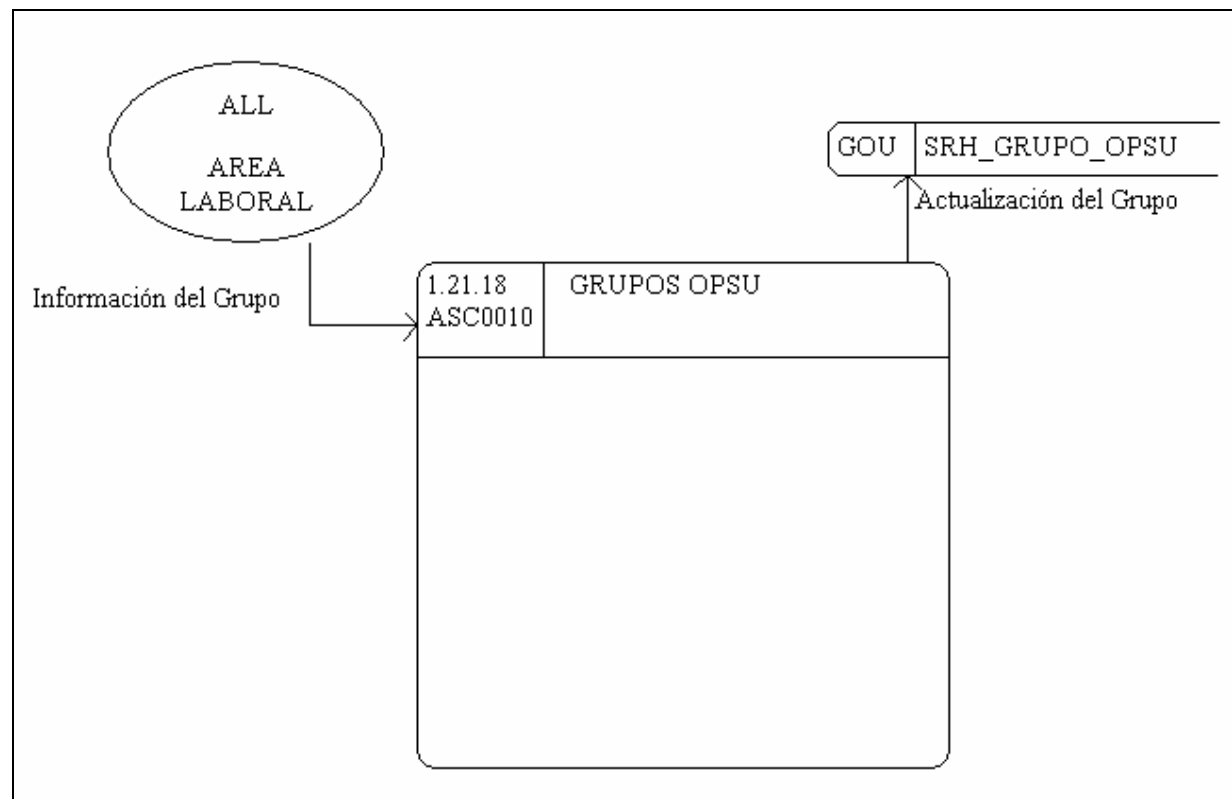 ALL
AREA
LABORAL
GOU SRH_GRUPO_OPSU
Actualización del Grupo
Información del Grupo
1.21.18 GRUPOS OPSU
ASC0010